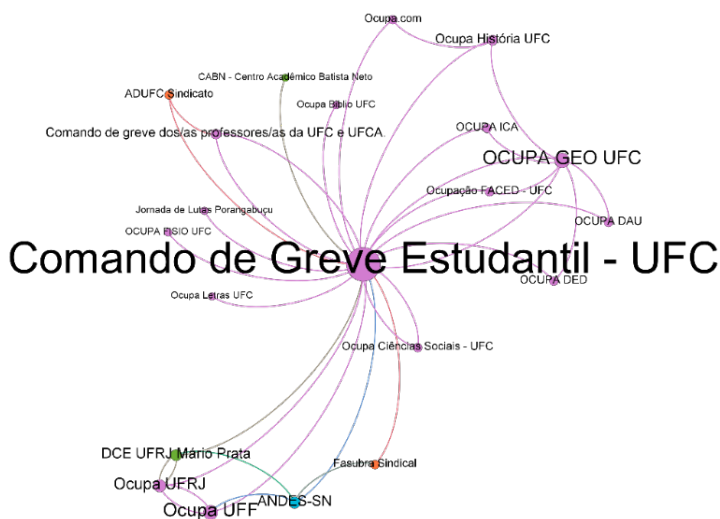 Ocupa.com
Ocupa História UFC
CABN - Centro Acadêmico Batista Neto
ADUFC Sindicato
Ocupa Biblio UFC
Comando de greve dos/as professores/as da UFC e UFCA.
OCUPA ICA
OCUPA GEO UFC
Ocupação FACED - UFC
Jornada de Lutas Porangabuçu
OCUPA DAU
OCUPA FISIO UFC
Comando de Greve Estudantil - UFC
OCUPA DED
Ocupa Letras UFC
Ocupa Ciências Sociais - UFC
DCE UFRJ Mário Prata
Fasubra Sindical
Ocupa UFRJ
ANDES-SN
Ocupa UFF